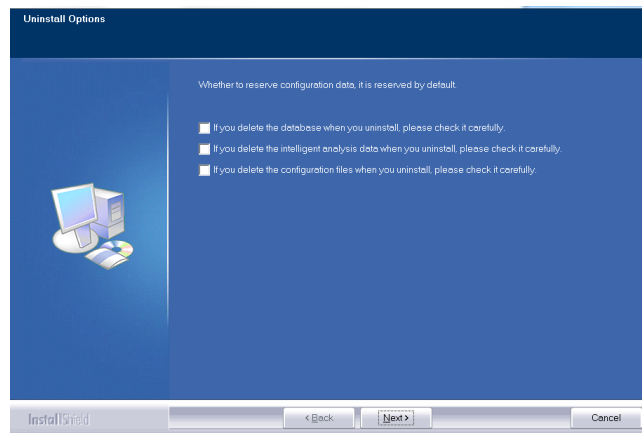 Uninstall Options
Whether to reserve configuration data, it is reserved by default.
If you delete the database when you uninstall, please check it carefully.
If you delete the intelligent analysis data when you uninstall, please check it carefully.
If you delete the configuration files when you uninstall, please check it carefully.
InstallShield
< Back Next > Cancel